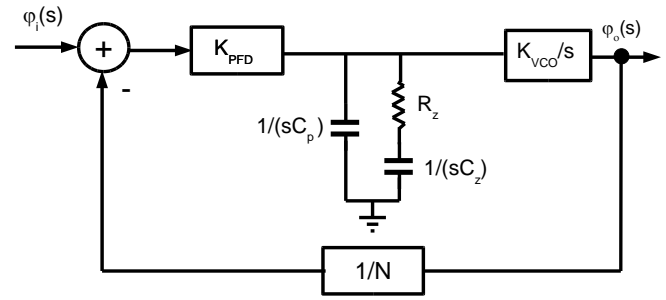 φi(s)
+
-
KPFD
1/(sCp)
Rz
1/(sCz)
KVCO/s
φo(s)
1/N